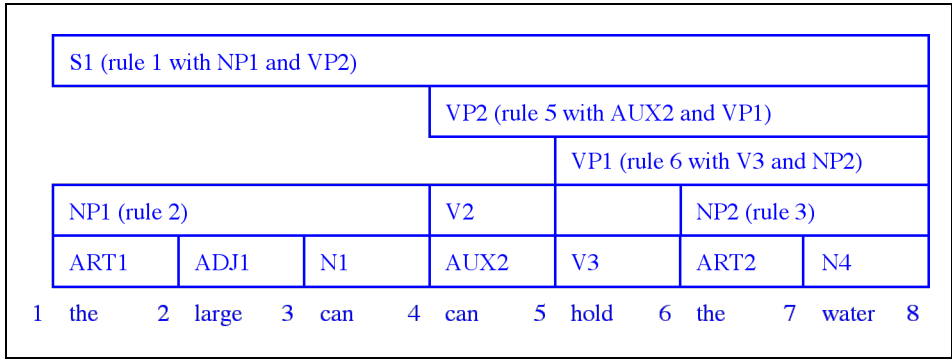 S1 (rule 1 with NP1 and VP2)
VP2 (rule 5 with AUX2 and VP1)
VP1 (rule 6 with V3 and NP2)
NP1 (rule 2) V2 NP2 (rule 3)
ART1 ADJ1 N1 AUX2 V3 ART2 N4
1 the 2 large 3 can 4 can 5 hold 6 the 7 water 8